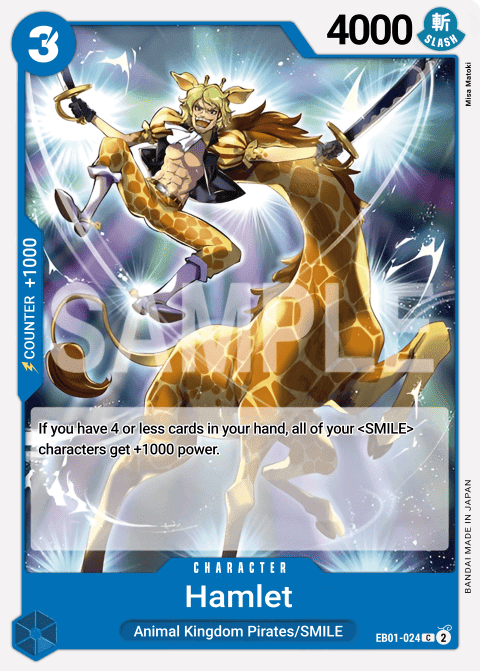 3
4000
斬
SLASH
Misa Matoki
COUNTER +1000
SAMPLE
If you have 4 or less cards in your hand, all of your <SMILE>
characters get +1000 power.
BANDAI MADE IN JAPAN
CHARACTER
Hamlet
Animal Kingdom Pirates/SMILE
EB01-024 C 2